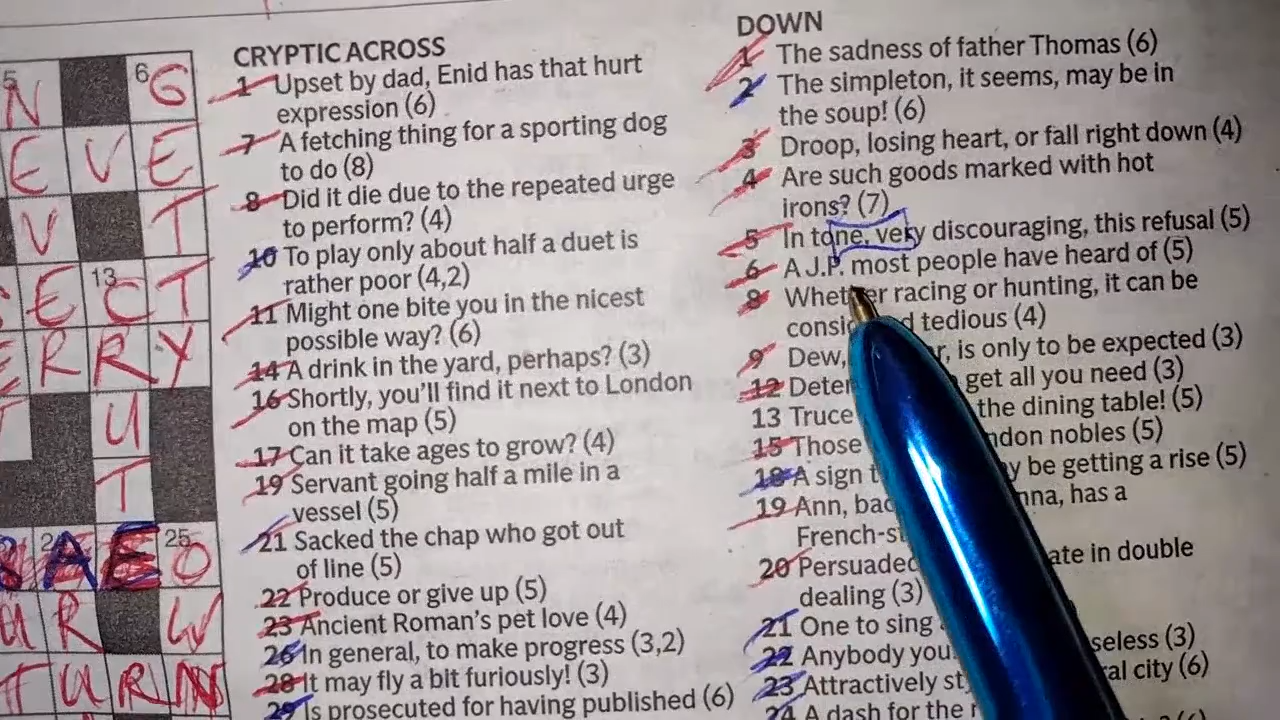 5 N 6 G
E V E
V T
E 13 C T
E R R Y
U
T
A E 25 O
U R W
T U R N
CRYPTIC ACROSS
1 Upset by dad, Enid has that hurt
expression (6)
7 A fetching thing for a sporting dog
to do (8)
8 Did it die due to the repeated urge
to perform? (4)
10 To play only about half a duet is
rather poor (4,2)
11 Might one bite you in the nicest
possible way? (6)
14 A drink in the yard, perhaps? (3)
16 Shortly, you'll find it next to London
on the map (5)
17 Can it take ages to grow? (4)
19 Servant going half a mile in a
vessel (5)
21 Sacked the chap who got out
of line (5)
22 Produce or give up (5)
23 Ancient Roman's pet love (4)
26 In general, to make progress (3,2)
28 It may fly a bit furiously! (3)
29 Is prosecuted for having published (6)
DOWN
1 The sadness of father Thomas (6)
2 The simpleton, it seems, may be in
the soup! (6)
3 Droop, losing heart, or fall right down (4)
4 Are such goods marked with hot
irons? (7)
5 In tone, very discouraging, this refusal (5)
6 A J.P. most people have heard of (5)
8 Whether racing or hunting, it can be
tedious (4)
9 Dew, is only to be expected (3)
12 get all you need (3)
13 Truce the dining table! (5)
15 Those nobles (5)
18 A sign be getting a rise (5)
19 Ann, has a
20 Persuaded in double
dealing (3)
21 One to sing (3)
22 Anybody city (6)
23 Attractively
24 A dash for the